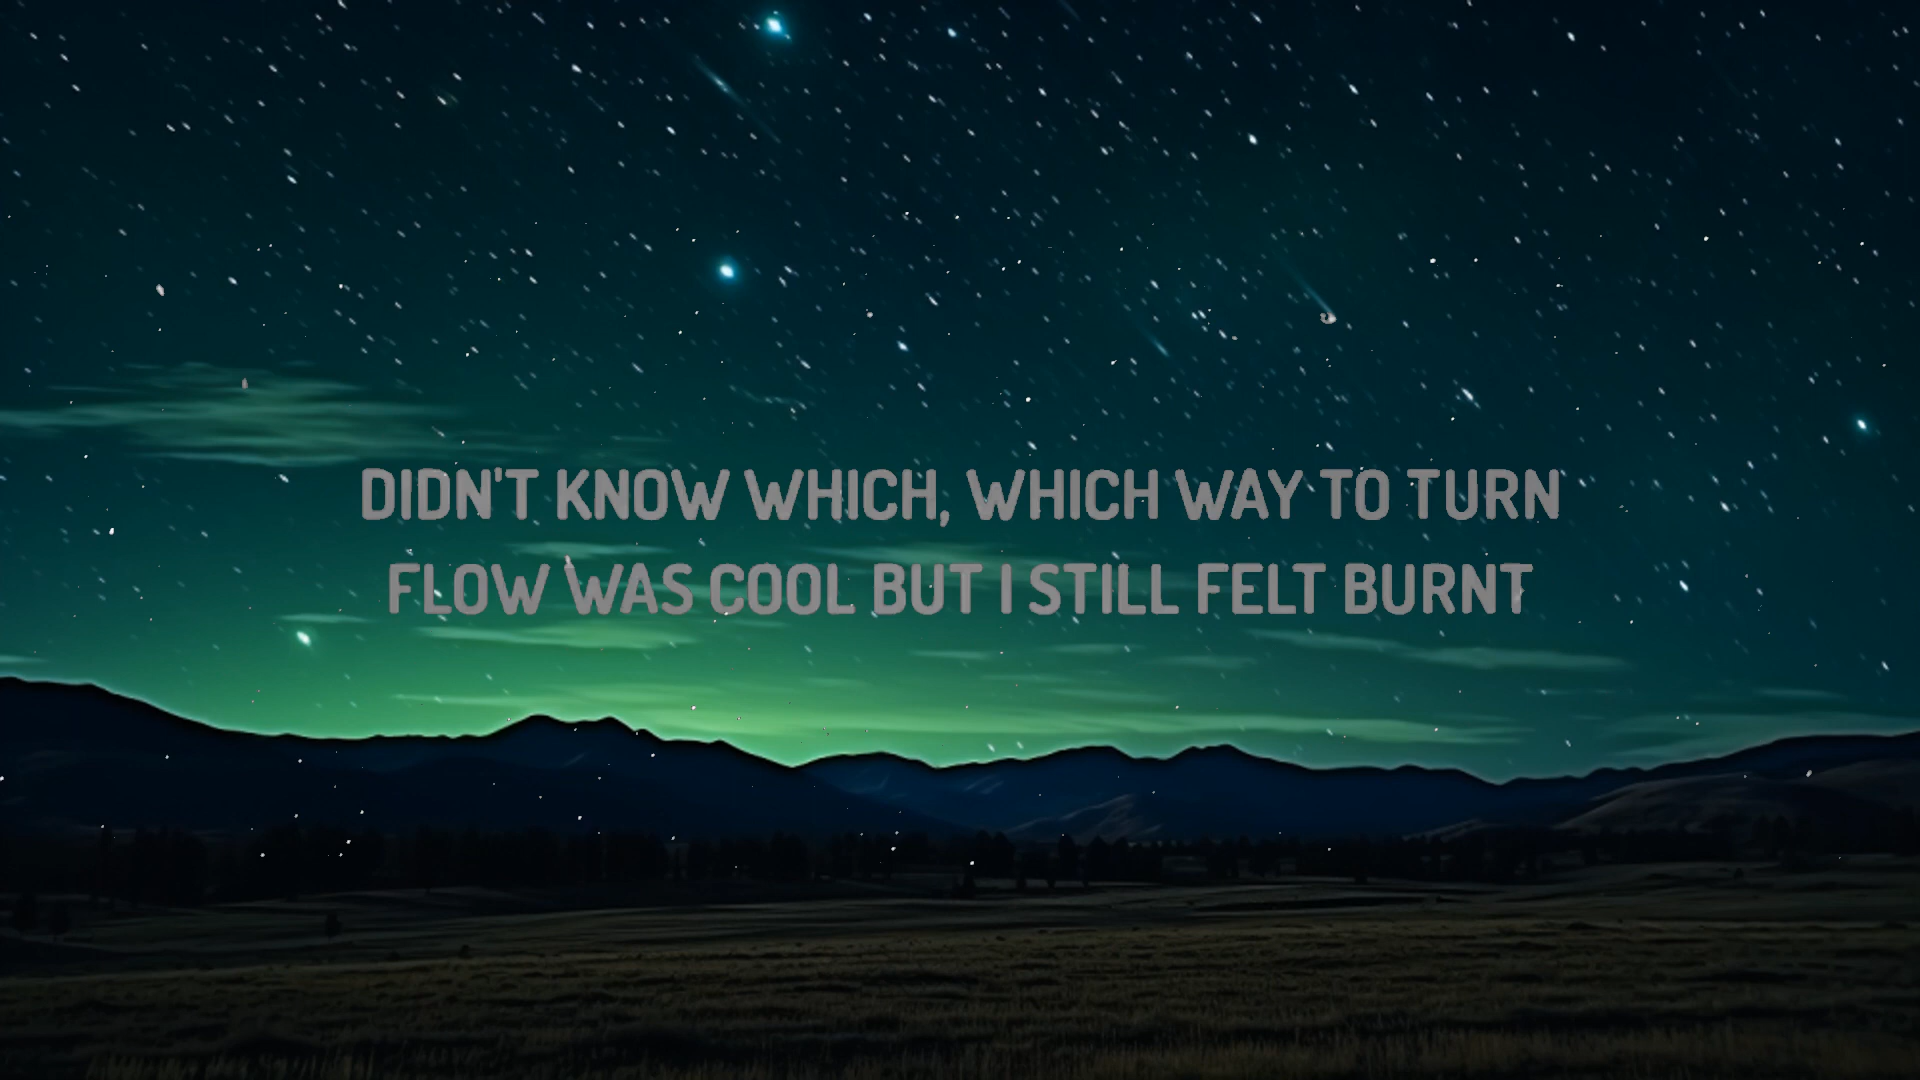 DIDN'T KNOW WHICH, WHICH WAY TO TURN
FLOW WAS COOL BUT I STILL FELT BURNT